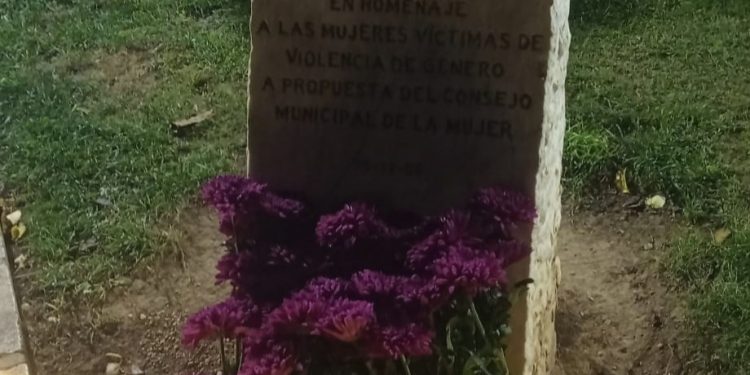 EN HOMENAJE
A LAS MUJERES VÍCTIMAS DE
VIOLENCIA DE GÉNERO
A PROPUESTA DEL CONSEJO
MUNICIPAL DE LA MUJER